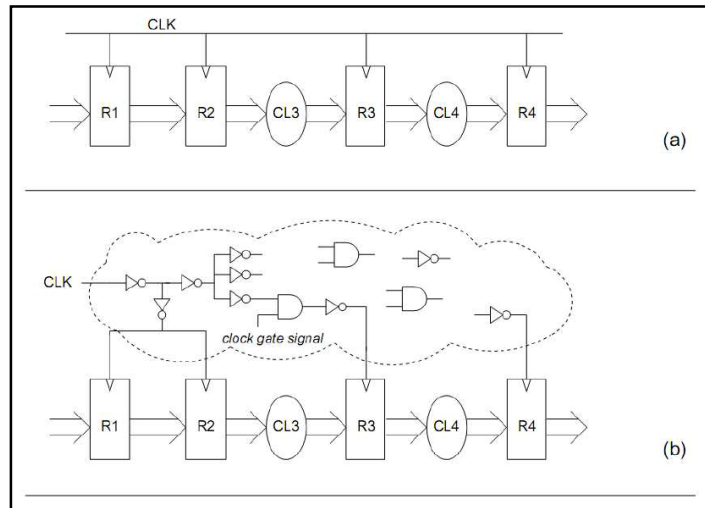 CLK
R1 R2 CL3 R3 CL4 R4
(a)
CLK
clock gate signal
R1 R2 CL3 R3 CL4 R4
(b)